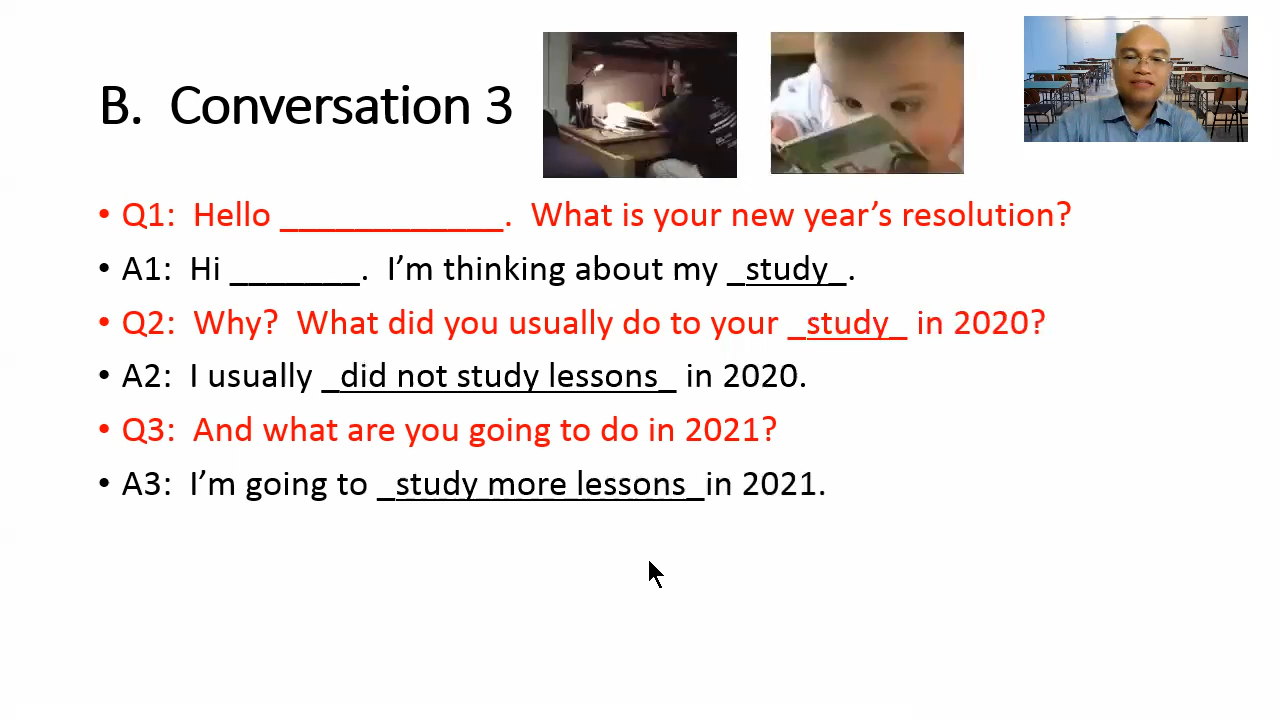 B. Conversation 3
• Q1: Hello ____________. What is your new year’s resolution?
• A1: Hi _______. I’m thinking about my _study_.
• Q2: Why? What did you usually do to your _study_ in 2020?
• A2: I usually _did not study lessons_ in 2020.
• Q3: And what are you going to do in 2021?
• A3: I’m going to _study more lessons_in 2021.